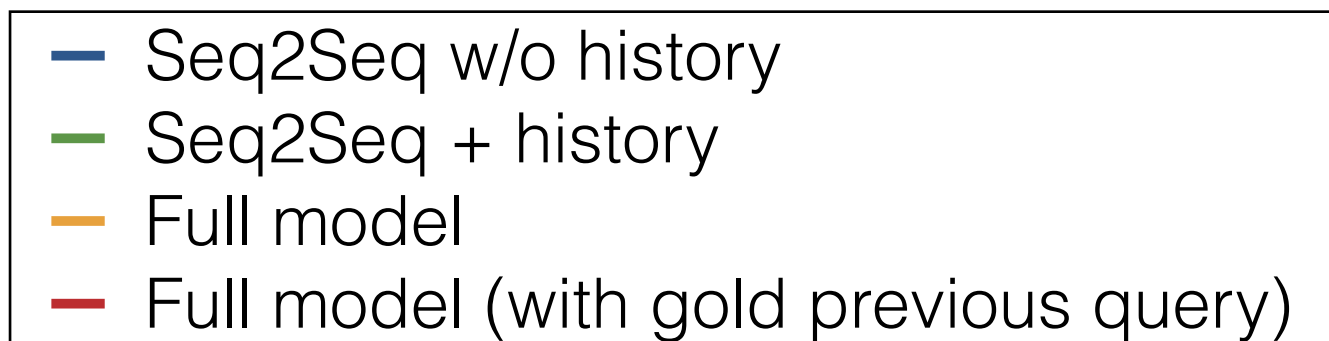 Seq2Seq w/o history
Seq2Seq + history
Full model
Full model (with gold previous query)